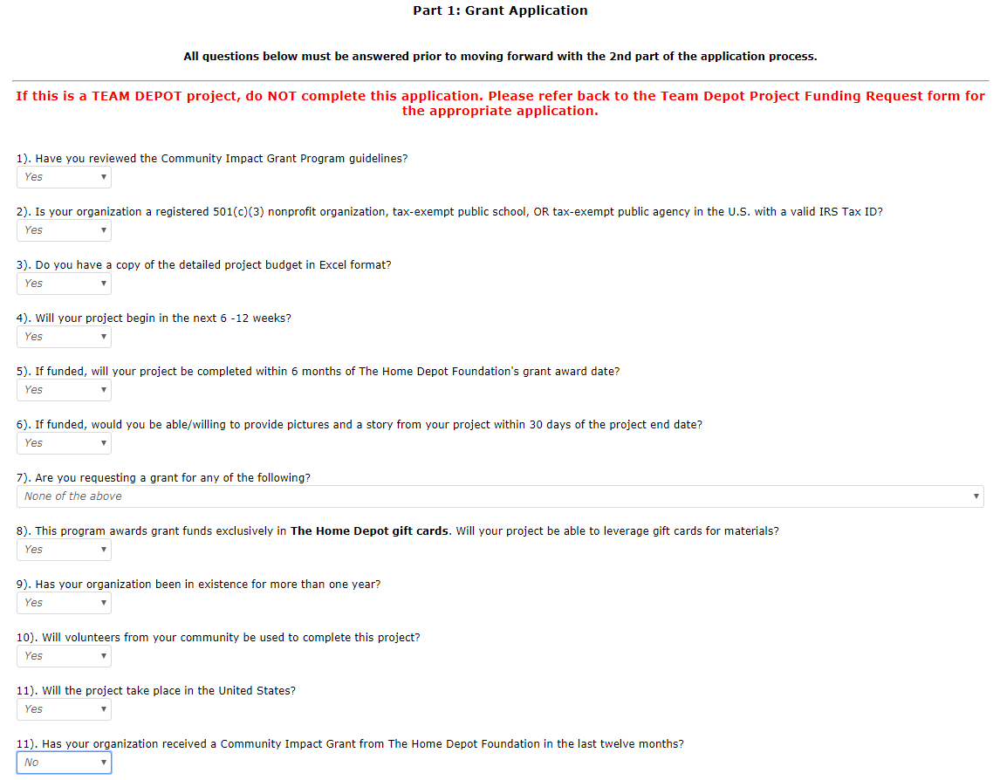 Part 1: Grant Application
All questions below must be answered prior to moving forward with the 2nd part of the application process.
If this is a TEAM DEPOT project, do NOT complete this application. Please refer back to the Team Depot Project Funding Request form for
the appropriate application.
1). Have you reviewed the Community Impact Grant Program guidelines?
Yes
2). Is your organization a registered 501(c)(3) nonprofit organization, tax-exempt public school, OR tax-exempt public agency in the U.S. with a valid IRS Tax ID?
Yes
3). Do you have a copy of the detailed project budget in Excel format?
Yes
4). Will your project begin in the next 6 -12 weeks?
Yes
5). If funded, will your project be completed within 6 months of The Home Depot Foundation's grant award date?
Yes
6). If funded, would you be able/willing to provide pictures and a story from your project within 30 days of the project end date?
Yes
7). Are you requesting a grant for any of the following?
None of the above
8). This program awards grant funds exclusively in The Home Depot gift cards. Will your project be able to leverage gift cards for materials?
Yes
9). Has your organization been in existence for more than one year?
Yes
10). Will volunteers from your community be used to complete this project?
Yes
11). Will the project take place in the United States?
Yes
11). Has your organization received a Community Impact Grant from The Home Depot Foundation in the last twelve months?
No